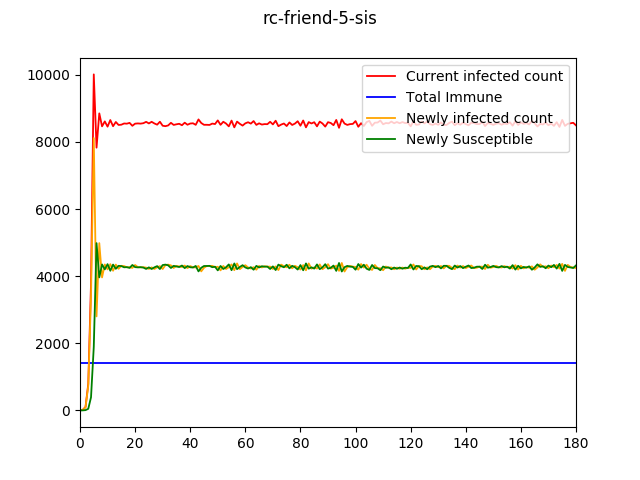 rc-friend-5-sis
10000
8000
6000
4000
2000
0
Current infected count
Total Immune
Newly infected count
Newly Susceptible
0 20 40 60 80 100 120 140 160 180